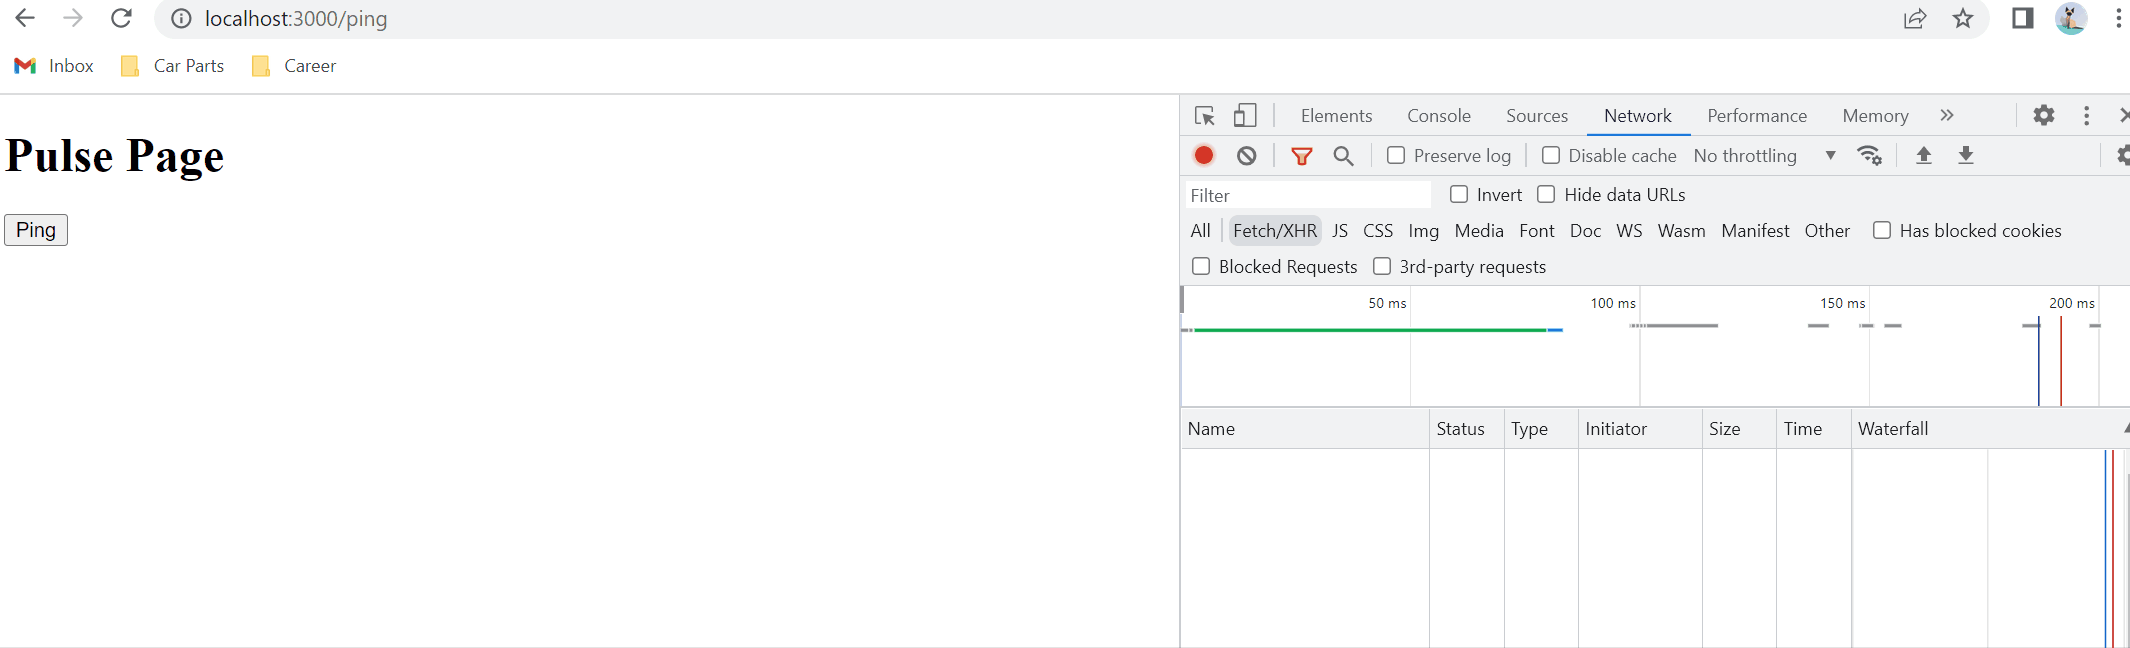 localhost:3000/ping
Inbox Car Parts Career
Pulse Page
Ping
Elements Console Sources Network Performance Memory
Preserve log Disable cache No throttling
Filter Invert Hide data URLs
All Fetch/XHR JS CSS Img Media Font Doc WS Wasm Manifest Other Has blocked cookies
Blocked Requests 3rd-party requests
50 ms 100 ms 150 ms 200 ms
Name Status Type Initiator Size Time Waterfall